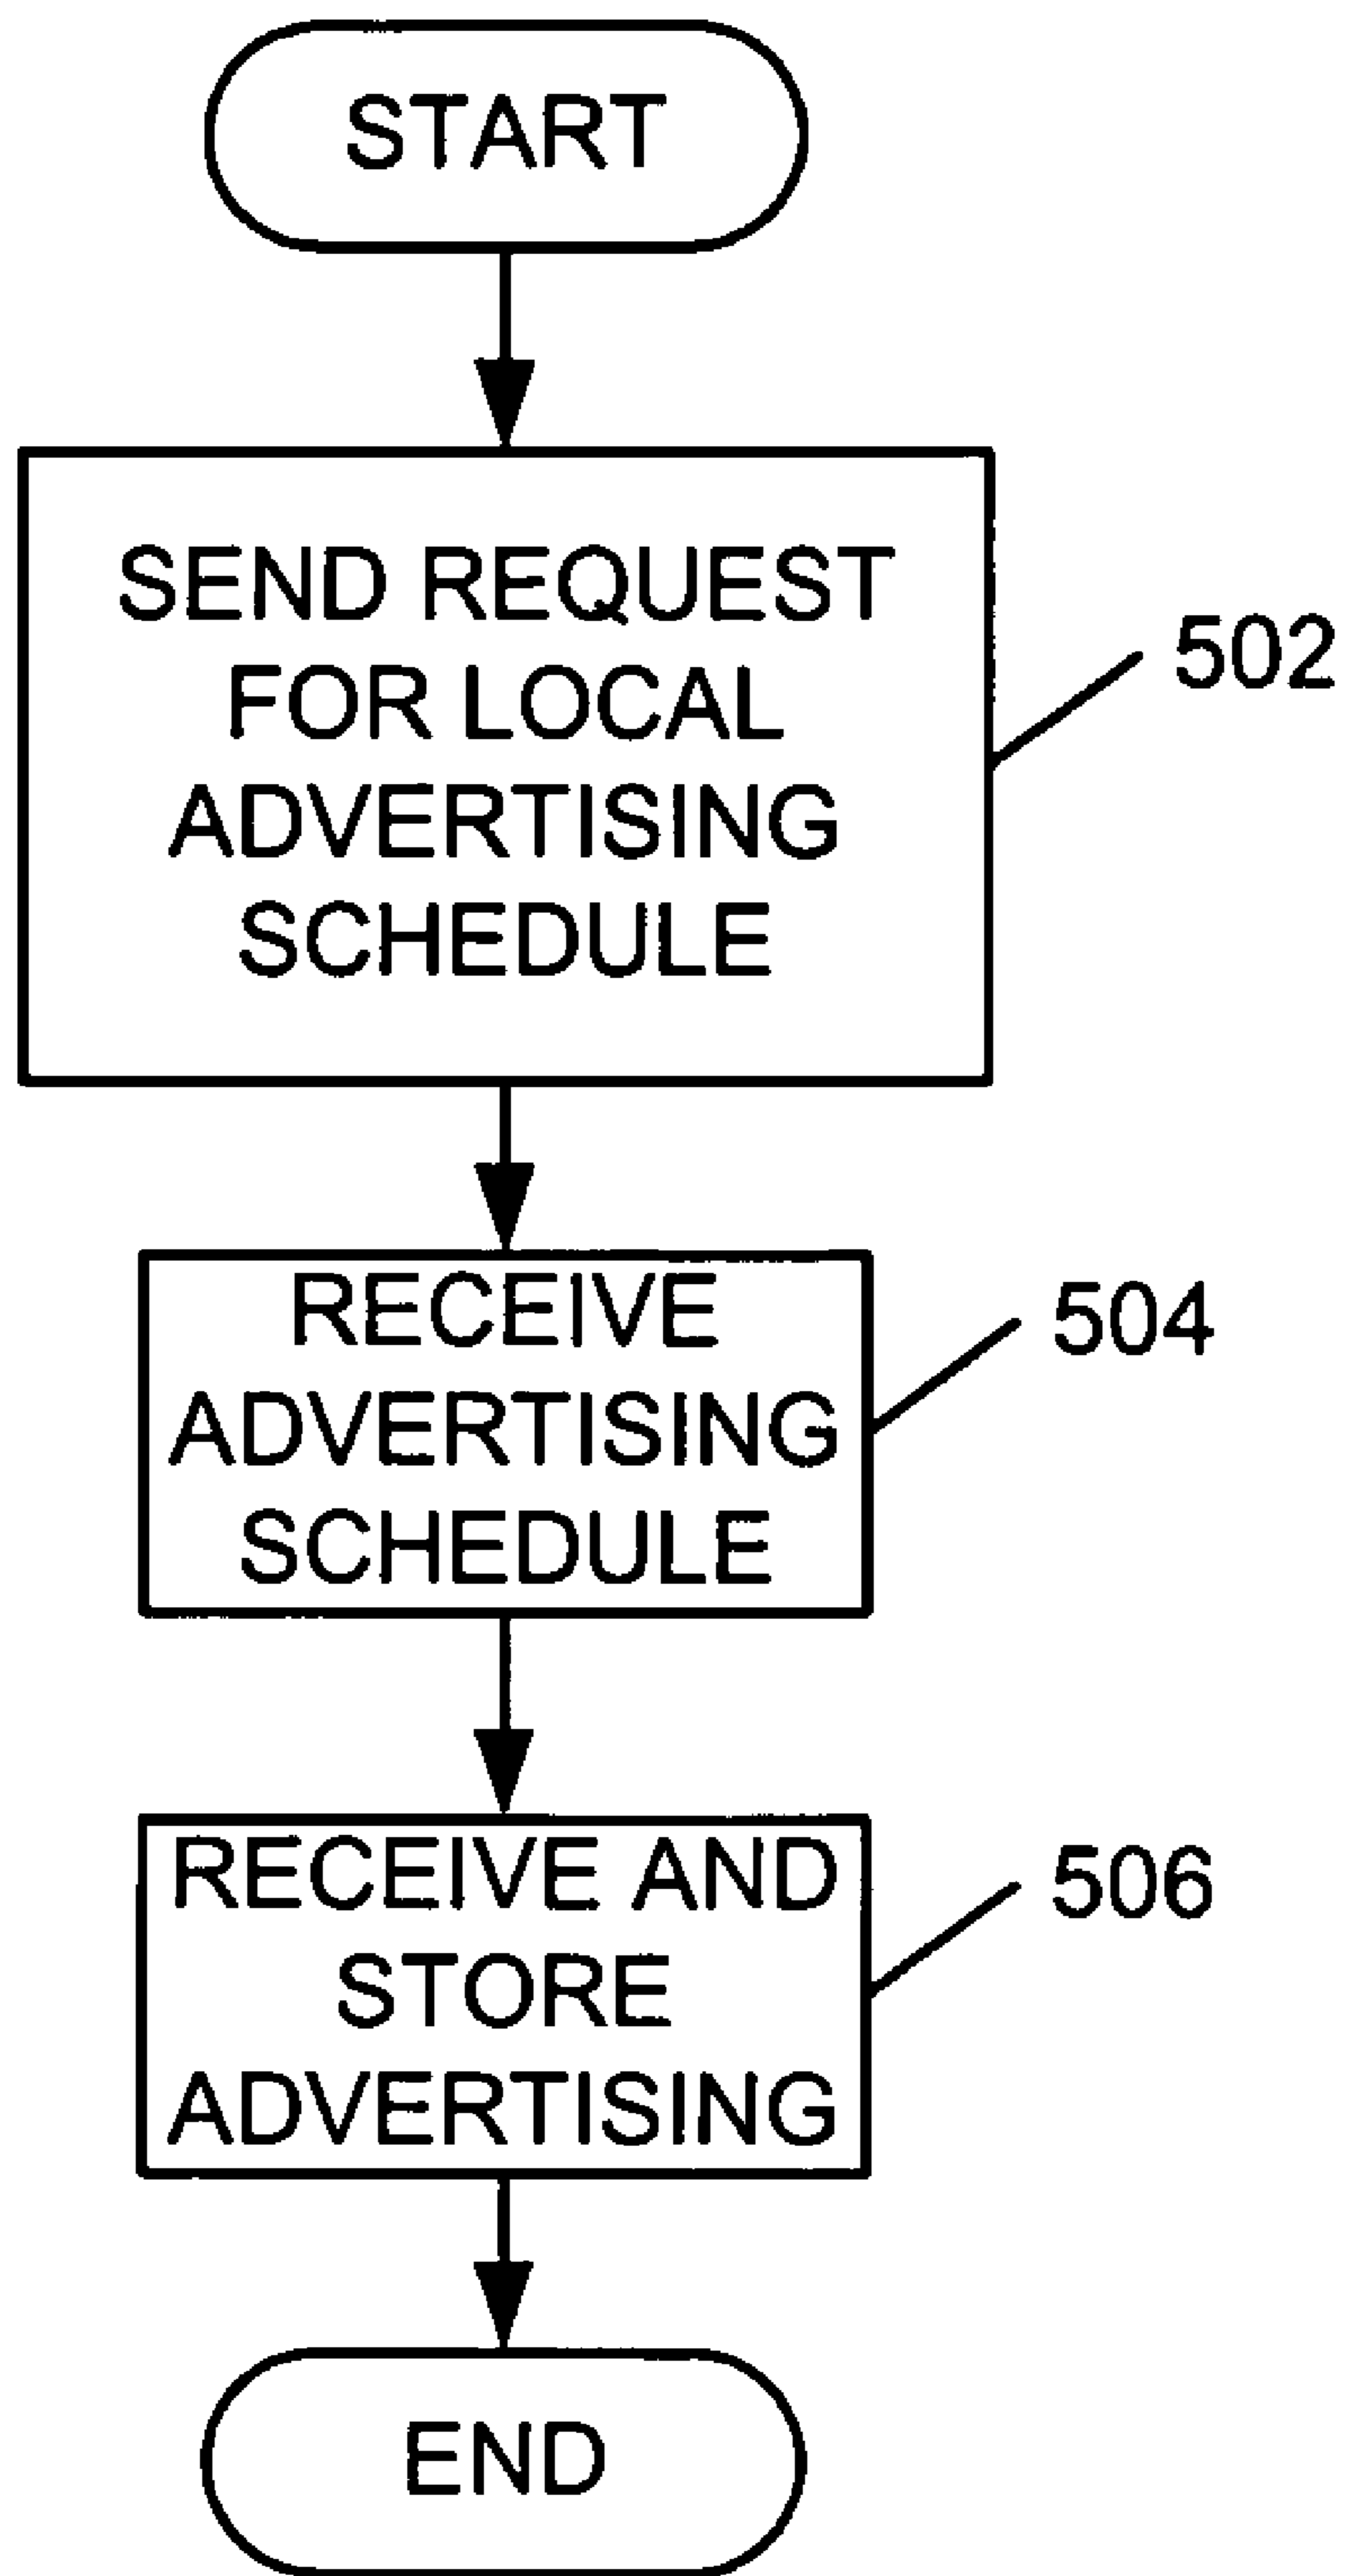 START
SEND REQUEST
FOR LOCAL
ADVERTISING
SCHEDULE
502
RECEIVE
ADVERTISING
SCHEDULE
504
RECEIVE AND
STORE
ADVERTISING
506
END